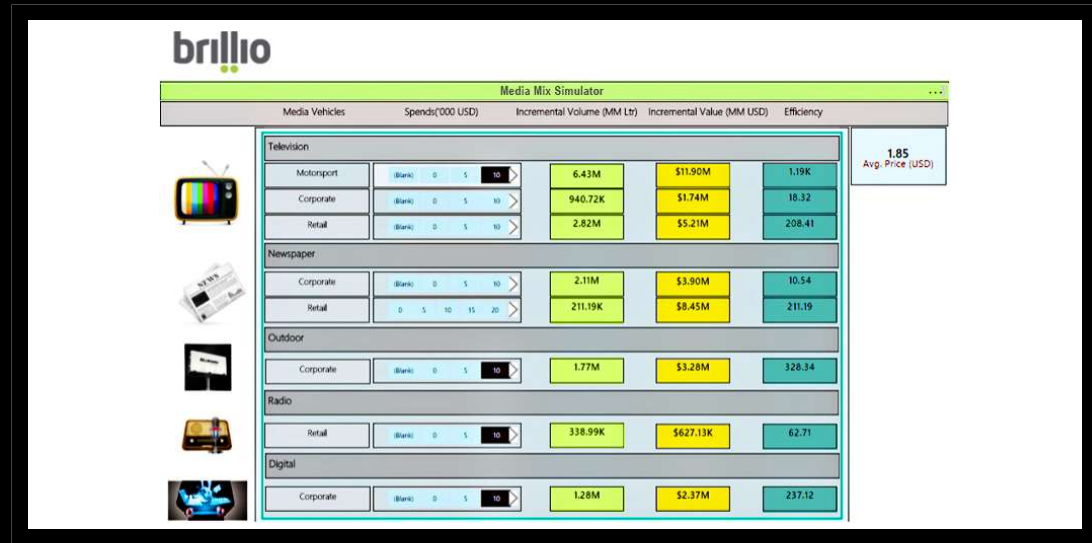 brillio
Media Mix Simulator ...
Media Vehicles Spends('000 USD) Incremental Volume (MM Ltr) Incremental Value (MM USD) Efficiency
1.85
Avg. Price (USD)
Television
Motorsport (Blank) 0 5 10 6.43M $11.90M 1.19K
Corporate (Blank) 0 5 10 940.72K $1.74M 18.32
Retail (Blank) 0 5 10 2.82M $5.21M 208.41
Newspaper
Corporate (Blank) 0 5 10 2.11M $3.90M 10.54
Retail 0 5 10 15 20 211.19K $8.45M 211.19
Outdoor
Corporate (Blank) 0 5 10 1.77M $3.28M 328.34
Radio
Retail (Blank) 0 5 10 338.99K $627.13K 62.71
Digital
Corporate (Blank) 0 5 10 1.28M $2.37M 237.12
NEWS